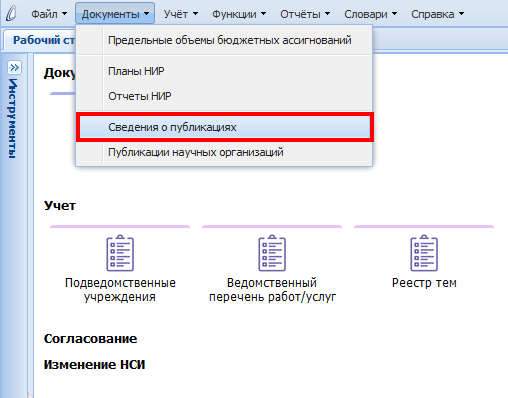 Файл Документы Учёт Функции Отчёты Словари Справка
Рабочий ст
Предельные объемы бюджетных ассигнований
Планы НИР
Отчеты НИР
Сведения о публикациях
Публикации научных организаций
Инструменты
Доку
Учет
Подведомственные
учреждения
Ведомственный
перечень работ/услуг
Реестр тем
Согласование
Изменение НСИ